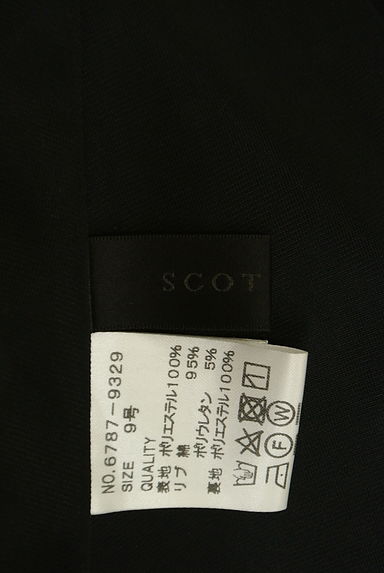 SCOT
NO.6787-9329
SIZE 9号
QUALITY
表地 ポリエステル100%
リブ 綿 95%
ポリウレタン 5%
裏地 ポリエステル100%
W
F